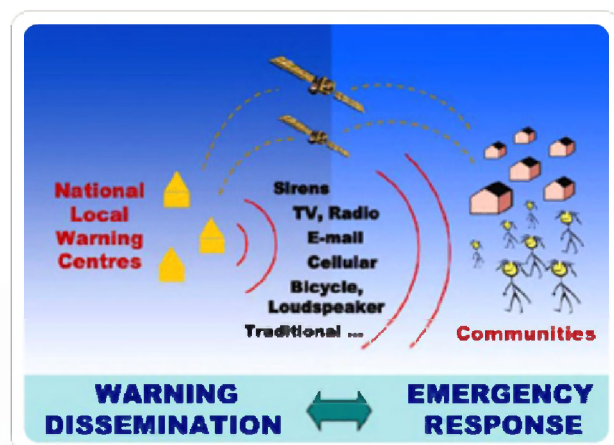 National
Local
Warning
Centres
Sirens
TV, Radio
E-mail
Cellular
Bicycle,
Loudspeaker
Traditional ...
Communities
WARNING
DISSEMINATION
EMERGENCY
RESPONSE